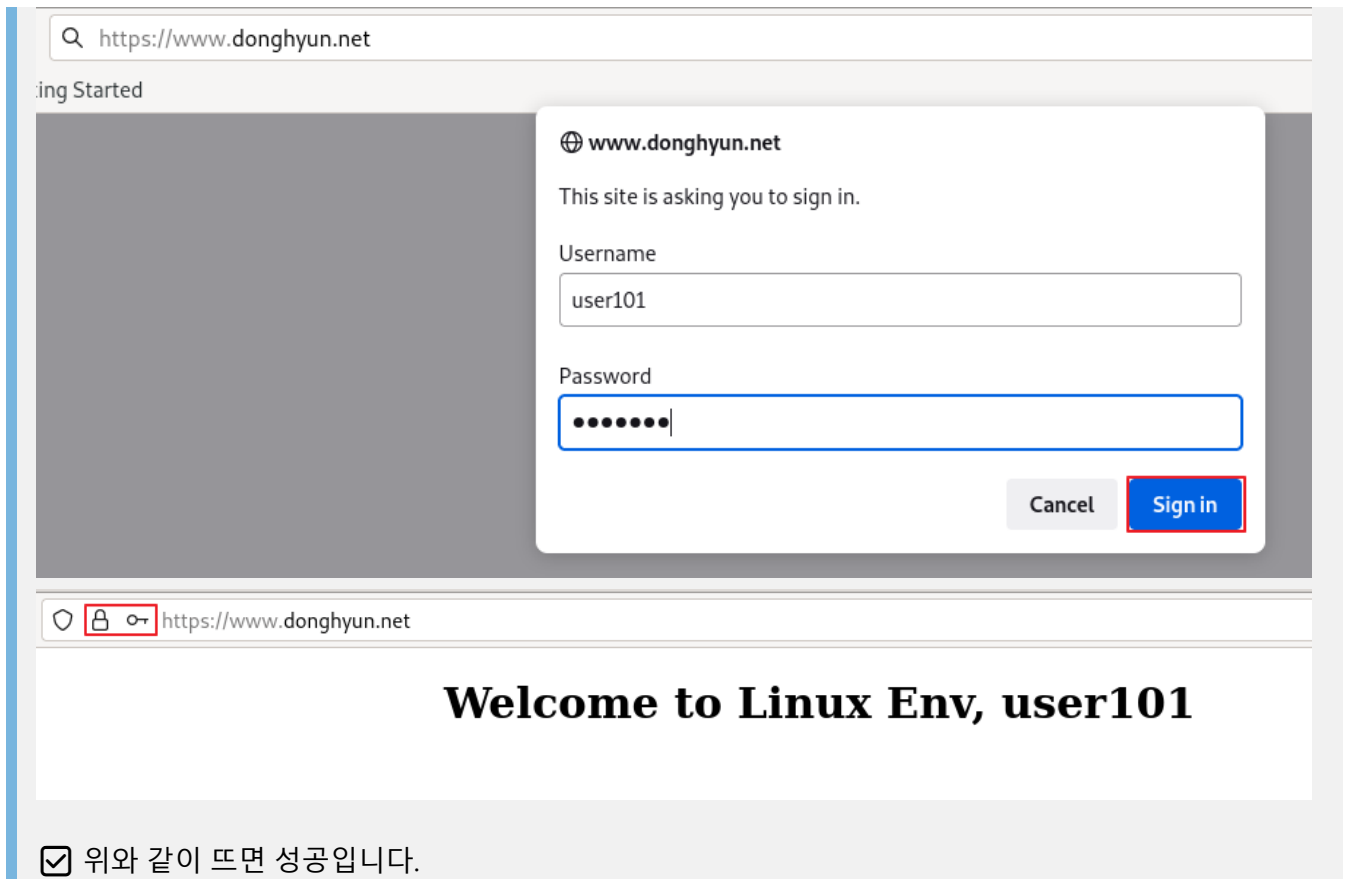 https://www.donghyun.net
ing Started
www.donghyun.net
This site is asking you to sign in.
Username
user101
Password
•••••••
Cancel
Sign in
https://www.donghyun.net
Welcome to Linux Env, user101
위와 같이 뜨면 성공입니다.